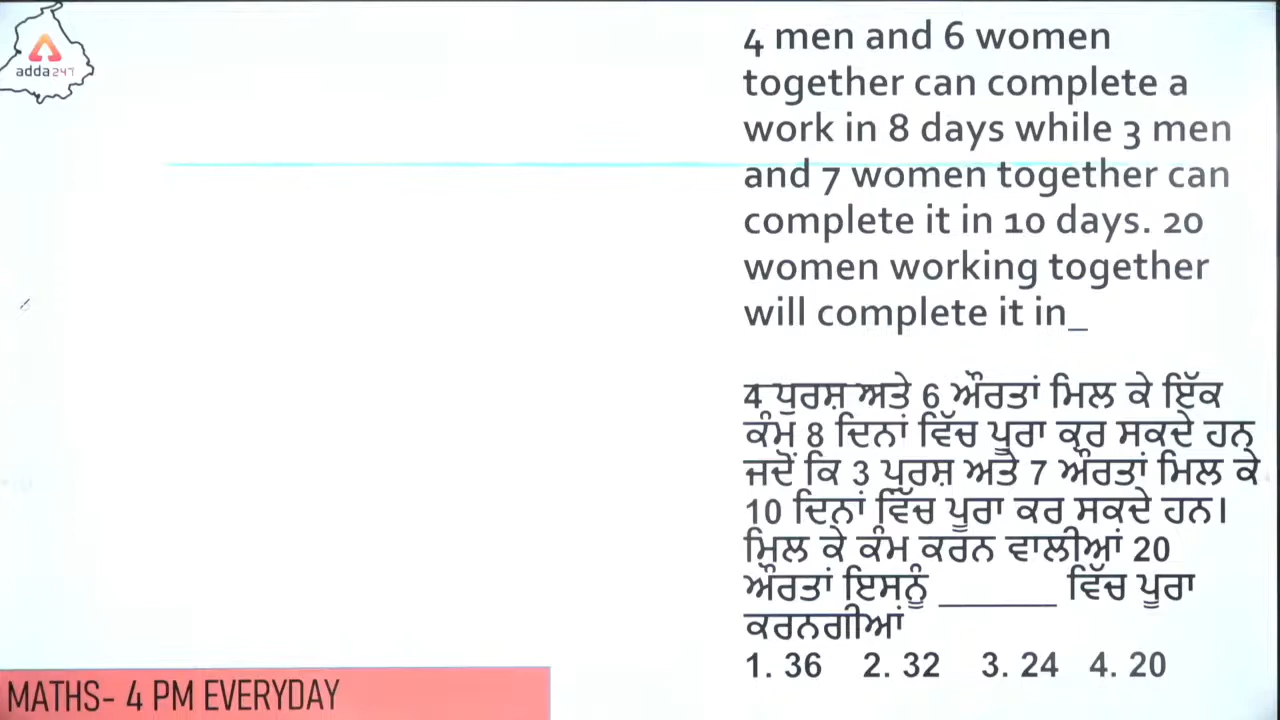 adda247
4 men and 6 women
together can complete a
work in 8 days while 3 men
and 7 women together can
complete it in 10 days. 20
women working together
will complete it in_
4 ਪੁਰਸ਼ ਅਤੇ 6 ਔਰਤਾਂ ਮਿਲ ਕੇ ਇੱਕ
ਕੰਮ 8 ਦਿਨਾਂ ਵਿੱਚ ਪੂਰਾ ਕਰ ਸਕਦੇ ਹਨ
ਜਦੋਂ ਕਿ 3 ਪੁਰਸ਼ ਅਤੇ 7 ਔਰਤਾਂ ਮਿਲ ਕੇ
10 ਦਿਨਾਂ ਵਿੱਚ ਪੂਰਾ ਕਰ ਸਕਦੇ ਹਨ।
ਮਿਲ ਕੇ ਕੰਮ ਕਰਨ ਵਾਲੀਆਂ 20
ਔਰਤਾਂ ਇਸਨੂੰ ______ ਵਿੱਚ ਪੂਰਾ
ਕਰਨਗੀਆਂ
1. 36 2. 32 3. 24 4. 20
MATHS- 4 PM EVERYDAY